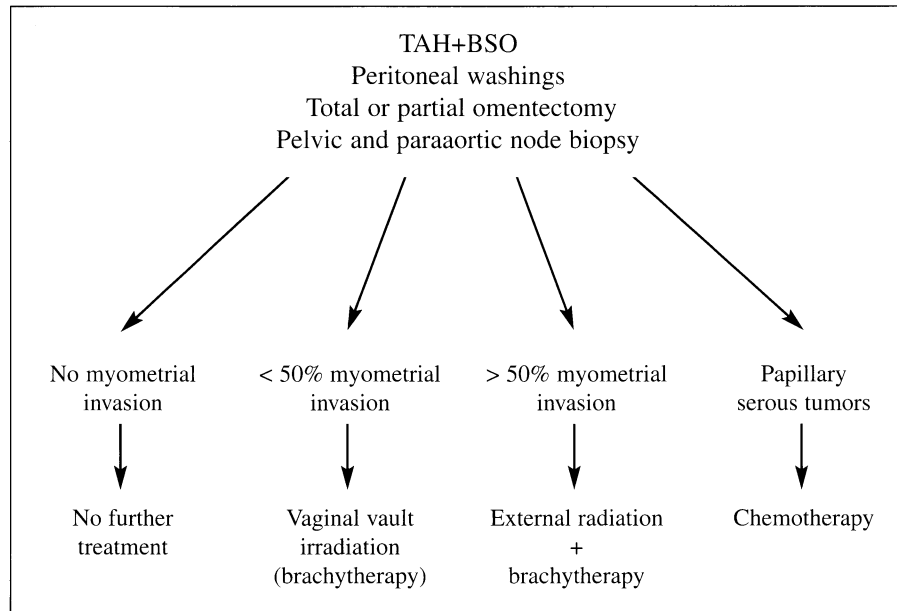 TAH+BSO
Peritoneal washings
Total or partial omentectomy
Pelvic and paraaortic node biopsy
No myometrial
invasion
< 50% myometrial
invasion
> 50% myometrial
invasion
Papillary
serous tumors
No further
treatment
Vaginal vault
irradiation
(brachytherapy)
External radiation
+
brachytherapy
Chemotherapy